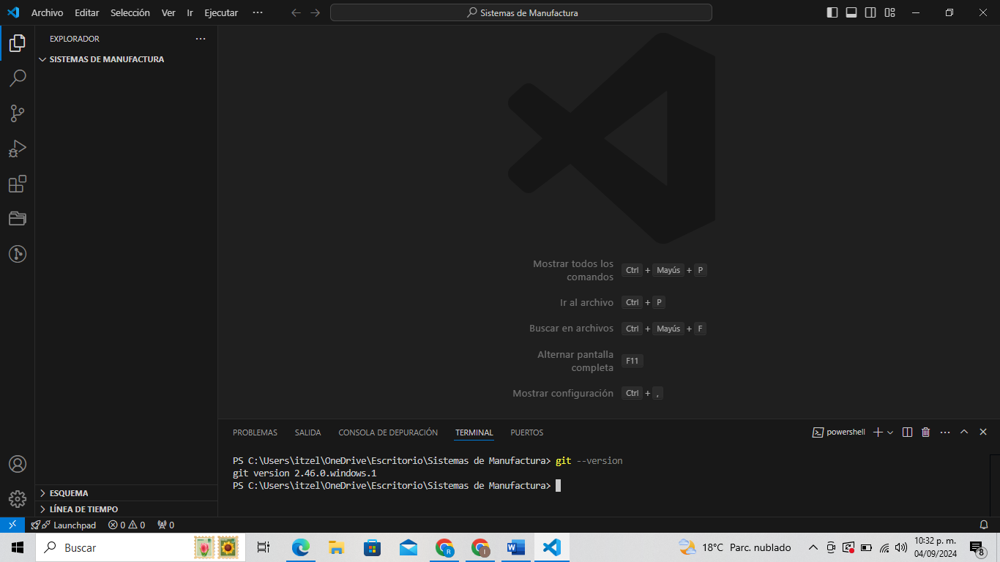 Archivo Editar Selección Ver Ir Ejecutar ··· Sistemas de Manufactura
EXPLORADOR ···
SISTEMAS DE MANUFACTURA
Mostrar todos los comandos Ctrl + Mayús + P
Ir al archivo Ctrl + P
Buscar en archivos Ctrl + Mayús + F
Alternar pantalla completa F11
Mostrar configuración Ctrl + ,
PROBLEMAS SALIDA CONSOLA DE DEPURACIÓN TERMINAL PUERTOS powershell ···
PS C:\Users\itzel\OneDrive\Escritorio\Sistemas de Manufactura> git --version
git version 2.46.0.windows.1
PS C:\Users\itzel\OneDrive\Escritorio\Sistemas de Manufactura>
ESQUEMA
LÍNEA DE TIEMPO
Launchpad 0 0 0
Buscar R I W 18°C Parc. nublado 10:32 p. m.
04/09/2024 8